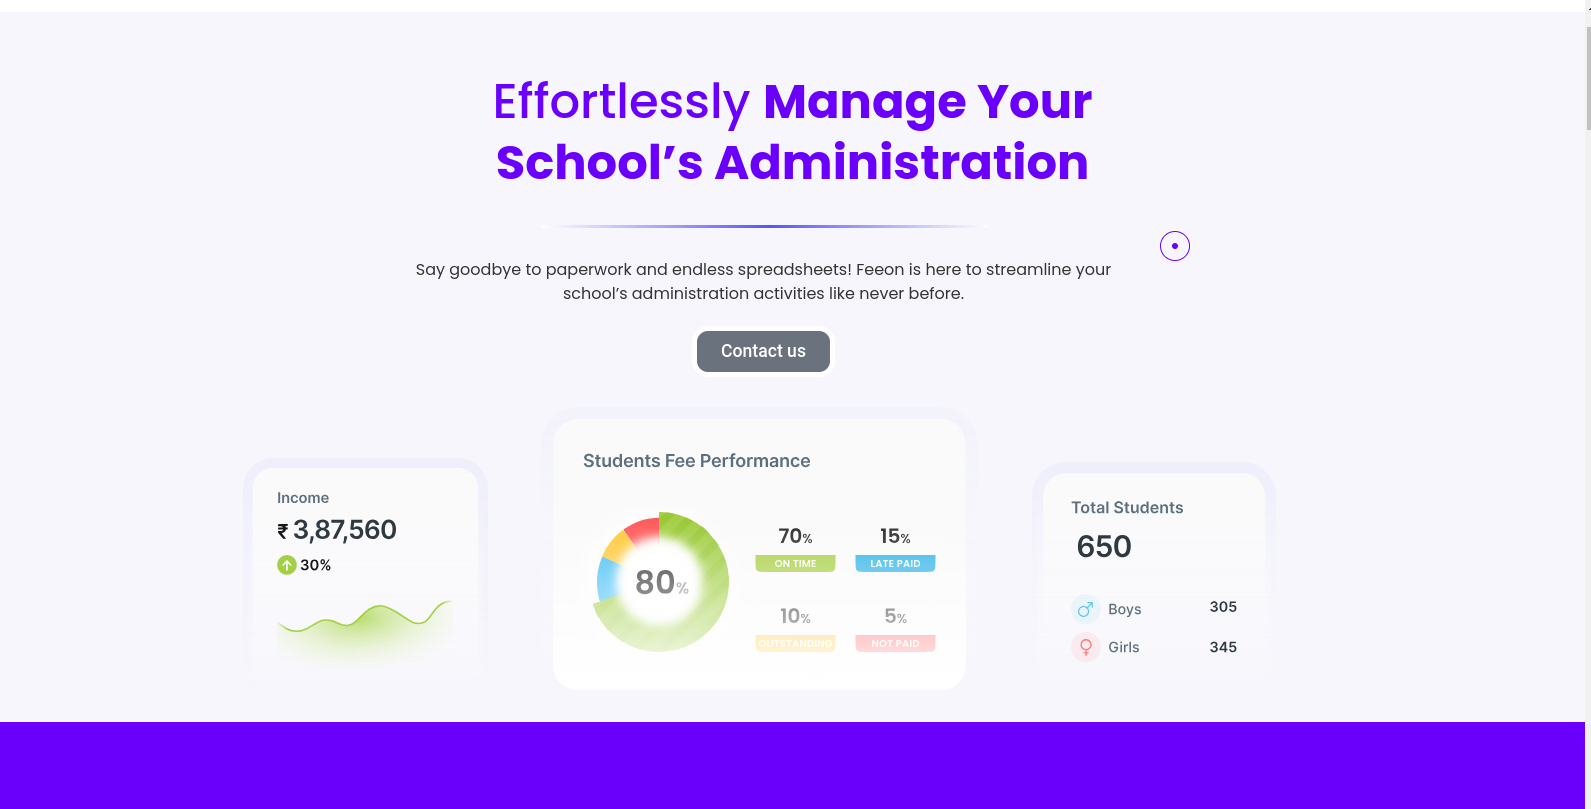 Effortlessly Manage Your
School’s Administration
Say goodbye to paperwork and endless spreadsheets! Feeon is here to streamline your
school’s administration activities like never before.
Contact us
Income
₹ 3,87,560
30%
Students Fee Performance
80%
70%
ON TIME
15%
LATE PAID
10%
OUTSTANDING
5%
NOT PAID
Total Students
650
Boys 305
Girls 345